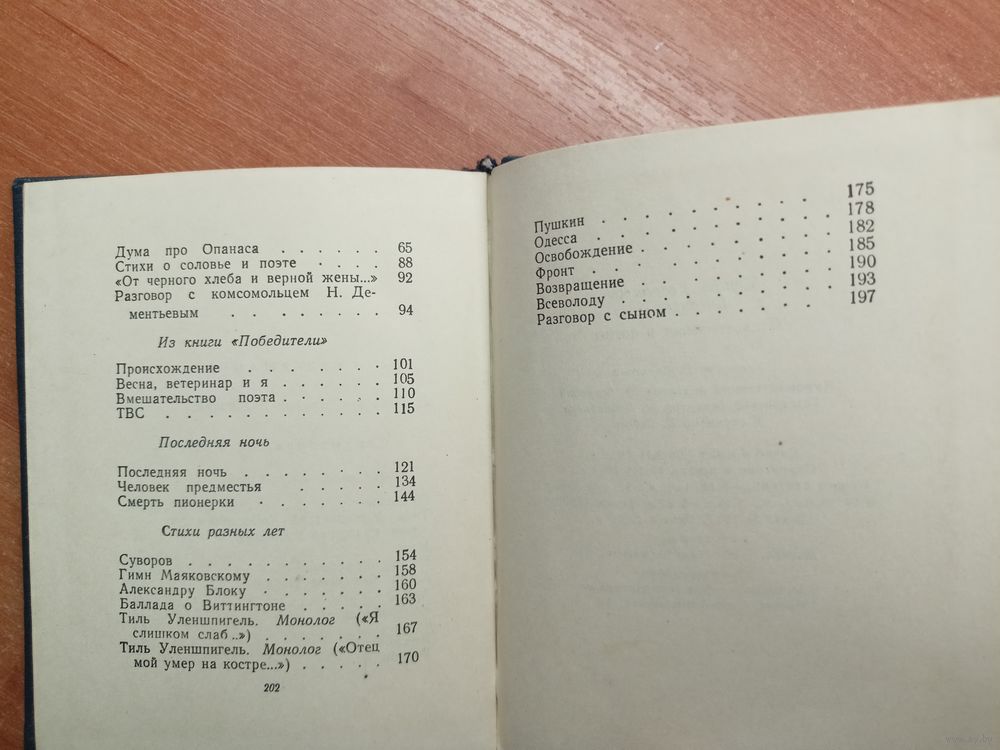 Дума про Опанаса . . . . . . 65
Стихи о соловье и поэте . . . . 88
«От черного хлеба и верной жены...» 92
Разговор с комсомольцем Н. Де-
ментьевым . . . . . . . . 94
Из книги «Победители»
Происхождение . . . . . . . 101
Весна, ветеринар и я . . . . . . 105
Вмешательство поэта . . . . . . 110
ТВС . . . . . . . . . . . . 115
Последняя ночь
Последняя ночь . . . . . . . . 121
Человек предместья . . . . . 134
Смерть пионерки . . . . . . 144
Стихи разных лет
Суворов . . . . . . . . . . . 154
Гимн Маяковскому . . . . . . . 158
Александру Блоку . . . . . . . 160
Баллада о Виттингтоне . . . . . 163
Тиль Уленшпигель. Монолог («Я
слишком слаб..») . . . . . . . 167
Тиль Уленшпигель. Монолог («Отец
мой умер на костре...») . . . . . 170
202
Пушкин . . . . . . . . . . 175
Одесса . . . . . . . . . . . 178
Освобождение . . . . . . . . . 182
Фронт . . . . . . . . . . . 185
Возвращение . . . . . . . . . 190
Всеволоду . . . . . . . . . . 193
Разговор с сыном . . . . . . . 197